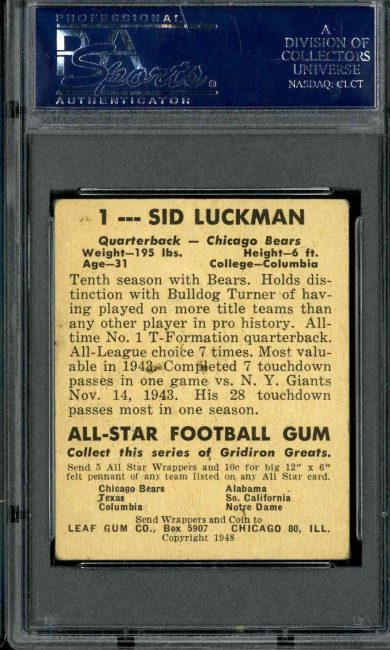 PROFESSIONAL
PSA
Sports®
AUTHENTICATOR
A
DIVISION OF
COLLECTORS
UNIVERSE
NASDAQ: CLCT
1 --- SID LUCKMAN
Quarterback — Chicago Bears
Weight—195 lbs. Height—6 ft.
Age—31 College—Columbia
Tenth season with Bears. Holds dis-
tinction with Bulldog Turner of hav-
ing played on more title teams than
any other player in pro history. All-
time No. 1 T-Formation quarterback.
All-League choice 7 times. Most valu-
able in 1943. Completed 7 touchdown
passes in one game vs. N. Y. Giants
Nov. 14, 1943. His 28 touchdown
passes most in one season.
ALL-STAR FOOTBALL GUM
Collect this series of Gridiron Greats.
Send 5 All Star Wrappers and 10c for big 12" x 6"
felt pennant of any team listed on any All Star card.
Chicago Bears Alabama
Texas So. California
Columbia Notre Dame
Send Wrappers and Coin to
LEAF GUM CO., Box 5907 CHICAGO 80, ILL.
Copyright 1948